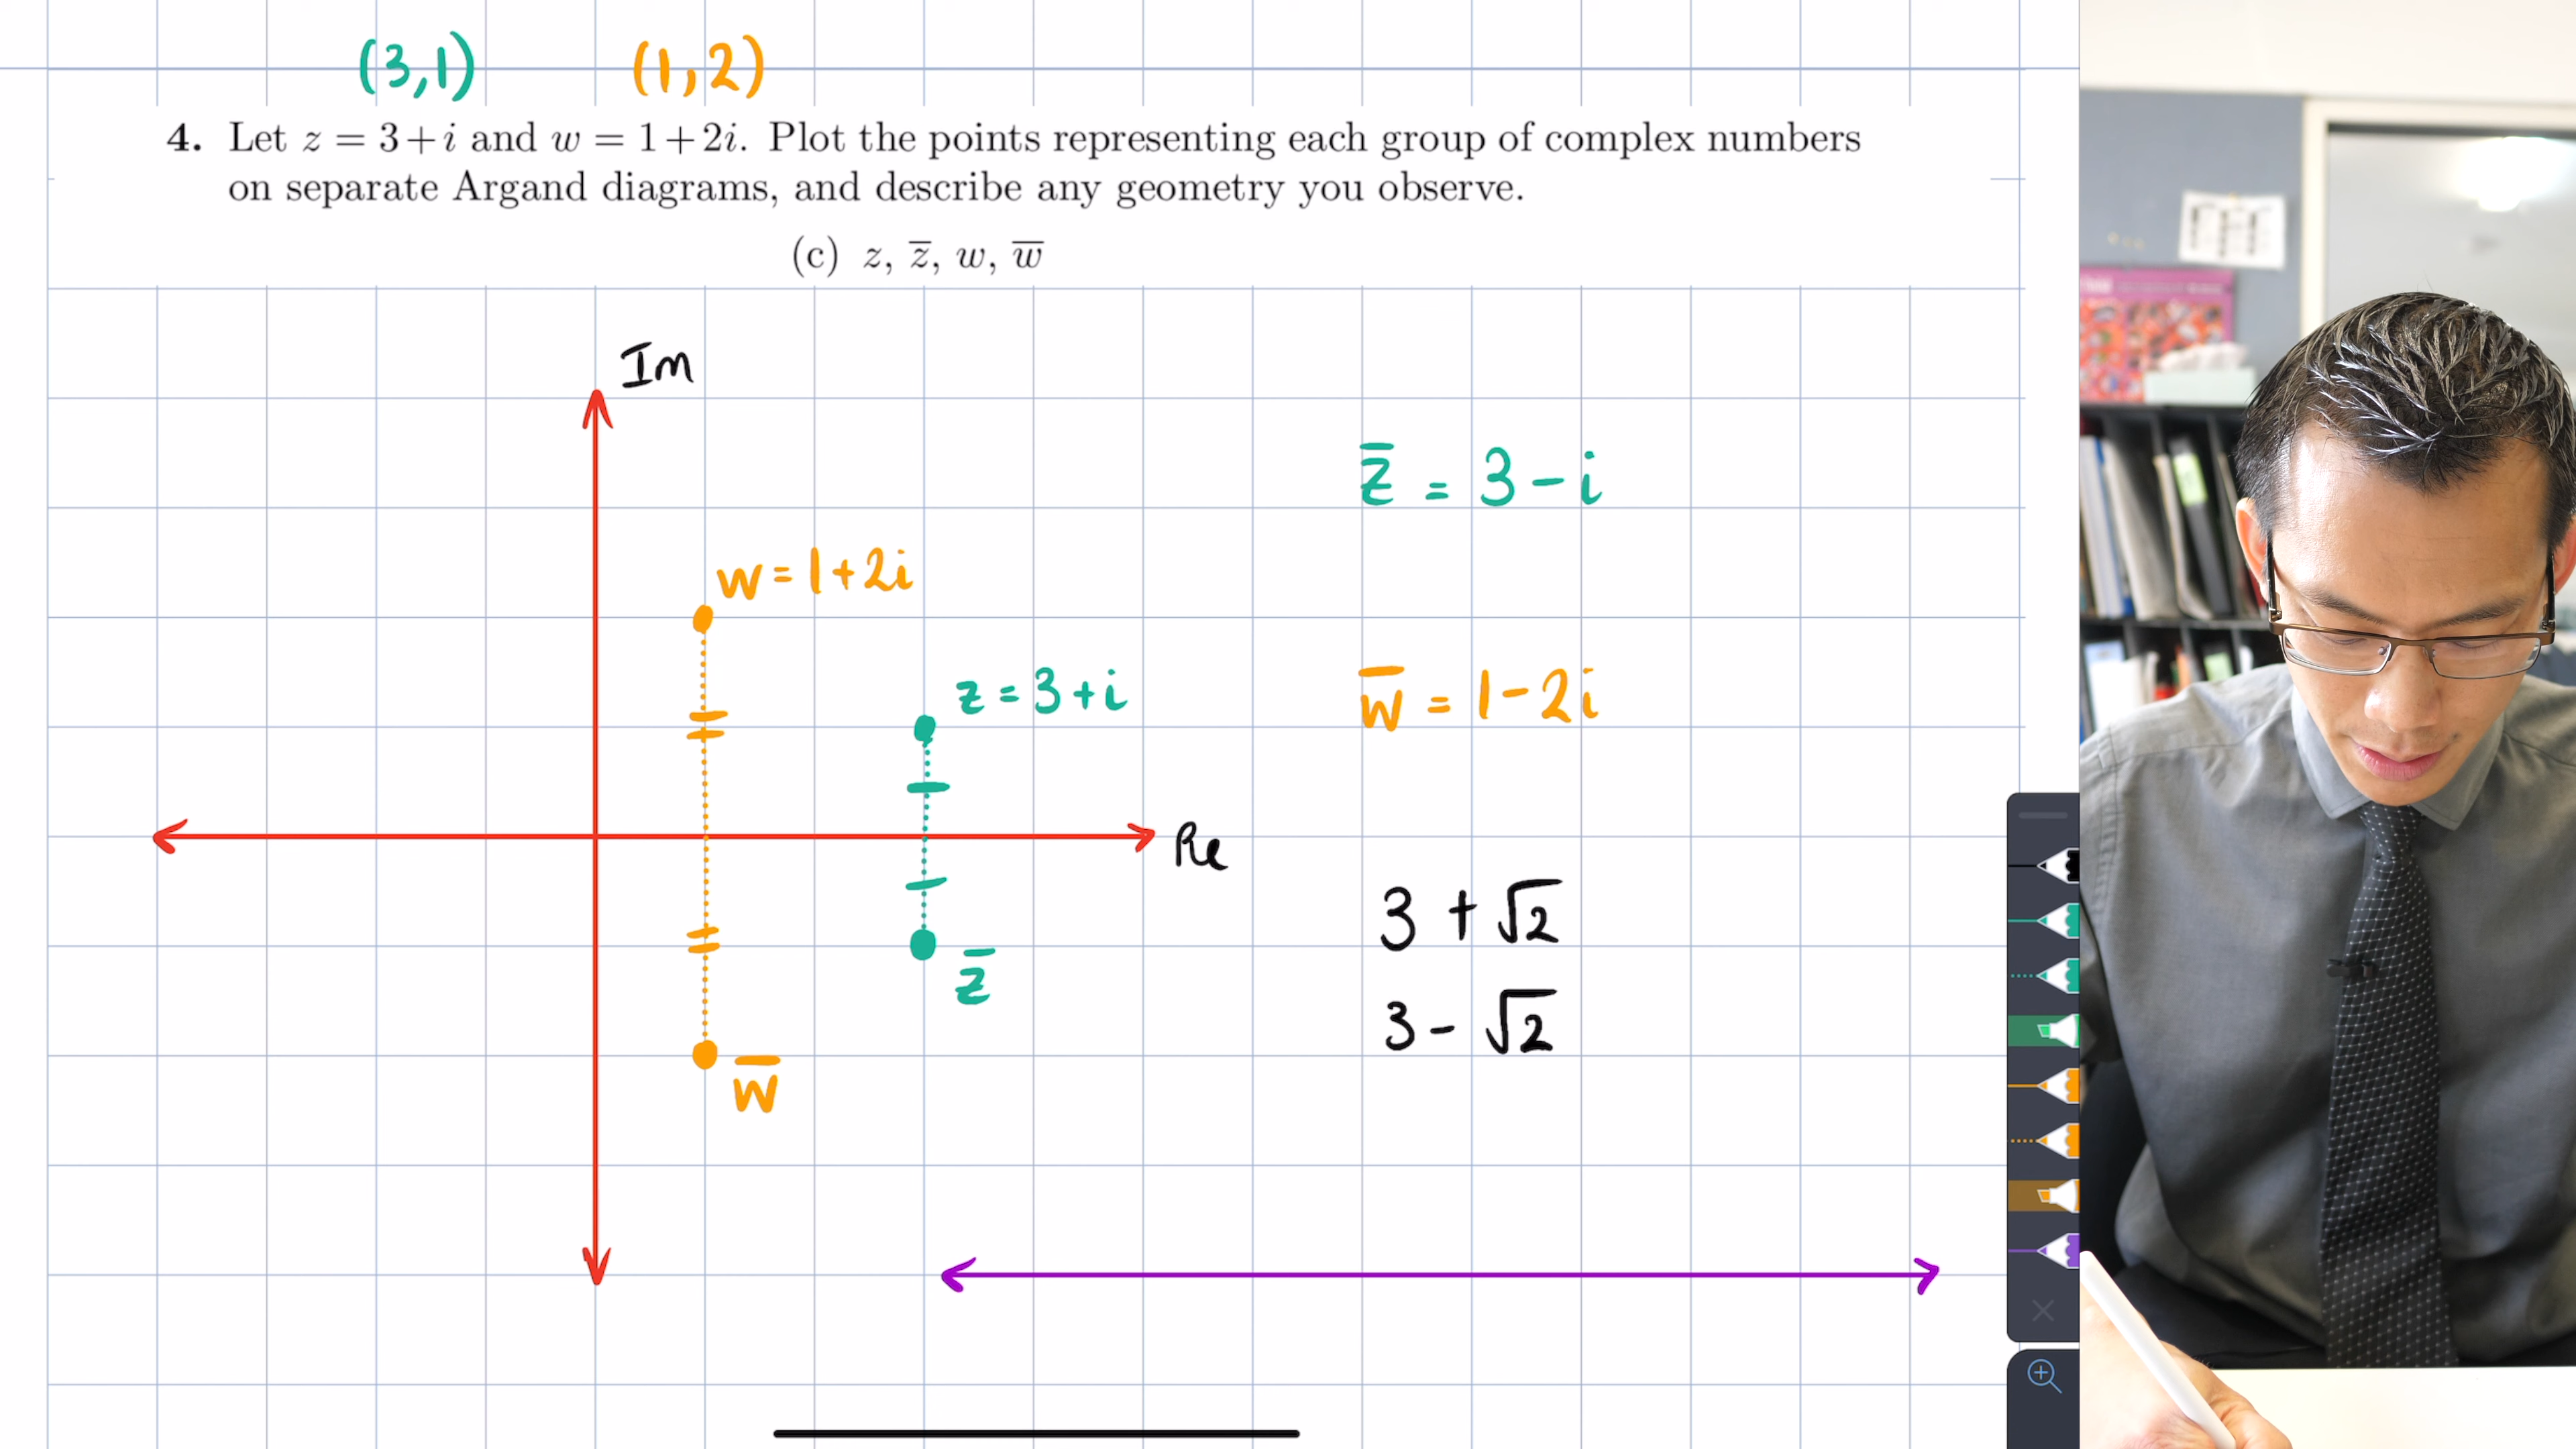 (3,1) (1,2)
4. Let z = 3+i and w = 1+2i. Plot the points representing each group of complex numbers
on separate Argand diagrams, and describe any geometry you observe.
(c) z, z̅, w, w̅
Im
z̅ = 3-i
w=1+2i
z=3+i
w̅ = 1-2i
Re
3 +√2
z̅
3- √2
w̅